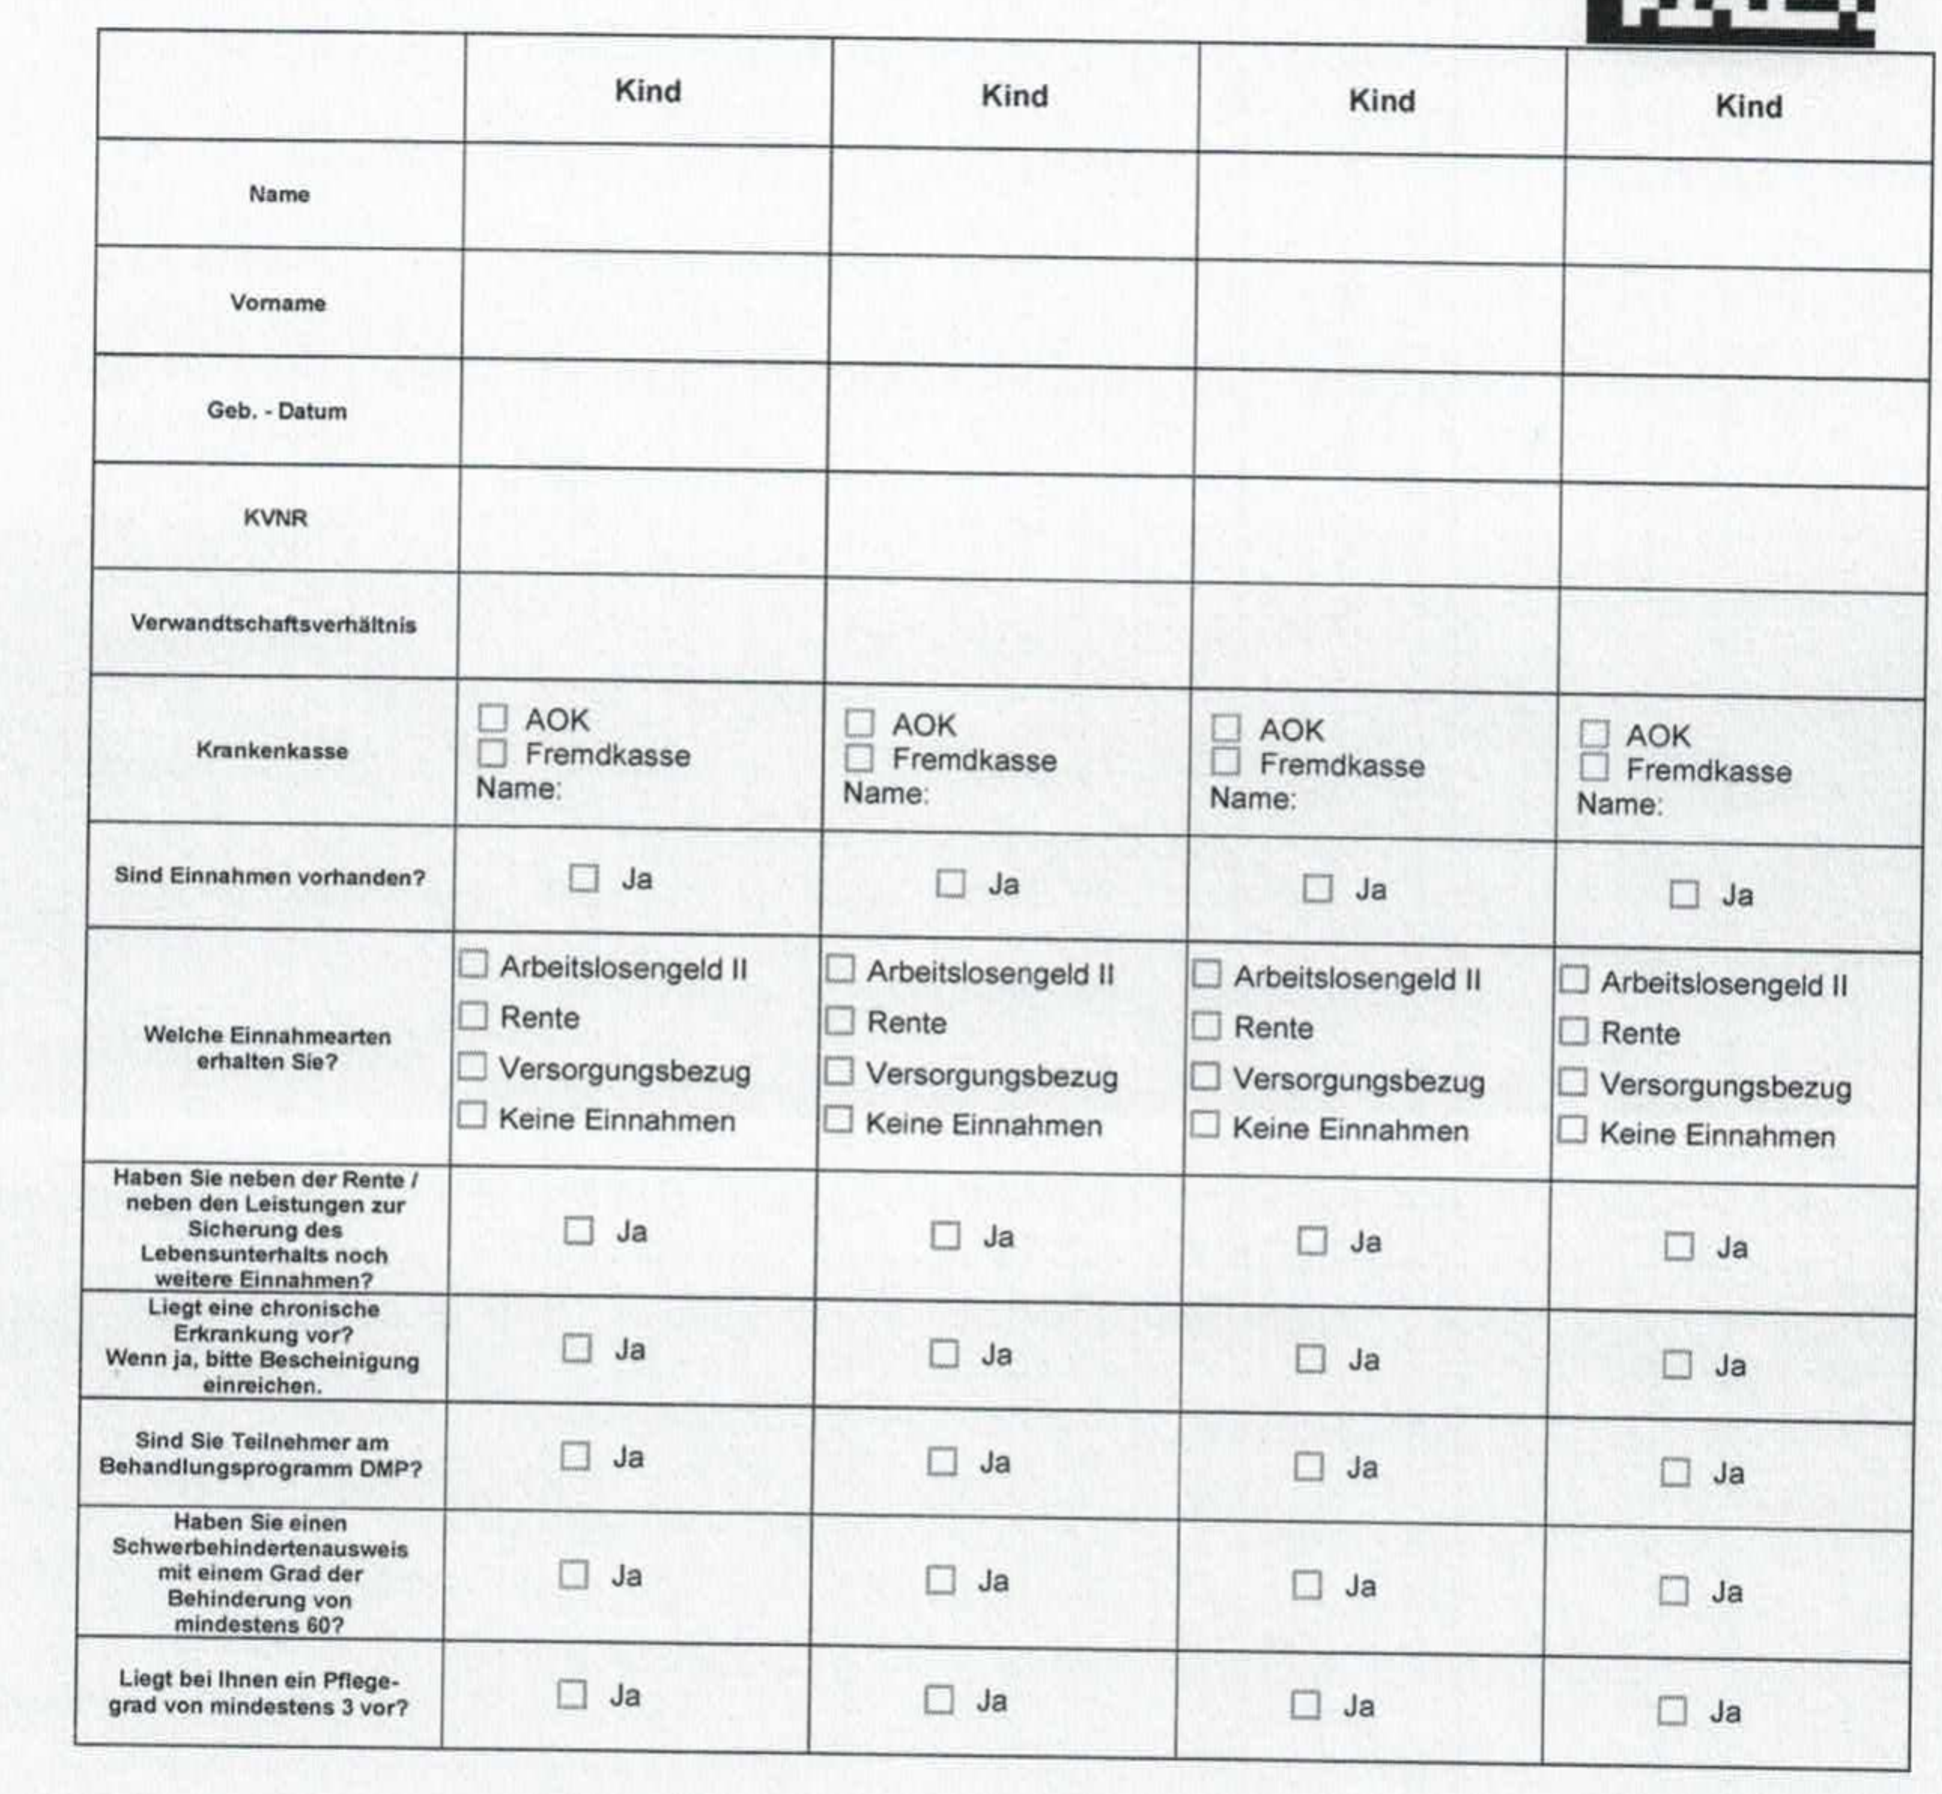 Kind Kind Kind Kind
Name
Vorname
Geb. - Datum
KVNR
Verwandtschaftsverhältnis
Krankenkasse
AOK AOK AOK AOK
Fremdkasse Fremdkasse Fremdkasse Fremdkasse
Name: Name: Name: Name:
Sind Einnahmen vorhanden? Ja Ja Ja Ja
Welche Einnahmearten
erhalten Sie?
Arbeitslosengeld II Arbeitslosengeld II Arbeitslosengeld II Arbeitslosengeld II
Rente Rente Rente Rente
Versorgungsbezug Versorgungsbezug Versorgungsbezug Versorgungsbezug
Keine Einnahmen Keine Einnahmen Keine Einnahmen Keine Einnahmen
Haben Sie neben der Rente /
neben den Leistungen zur
Sicherung des
Lebensunterhalts noch
weitere Einnahmen?
Ja Ja Ja Ja
Liegt eine chronische
Erkrankung vor?
Wenn ja, bitte Bescheinigung
einreichen.
Ja Ja Ja Ja
Sind Sie Teilnehmer am
Behandlungsprogramm DMP?
Ja Ja Ja Ja
Haben Sie einen
Schwerbehindertenausweis
mit einem Grad der
Behinderung von
mindestens 60?
Ja Ja Ja Ja
Liegt bei Ihnen ein Pflege-
grad von mindestens 3 vor?
Ja Ja Ja Ja